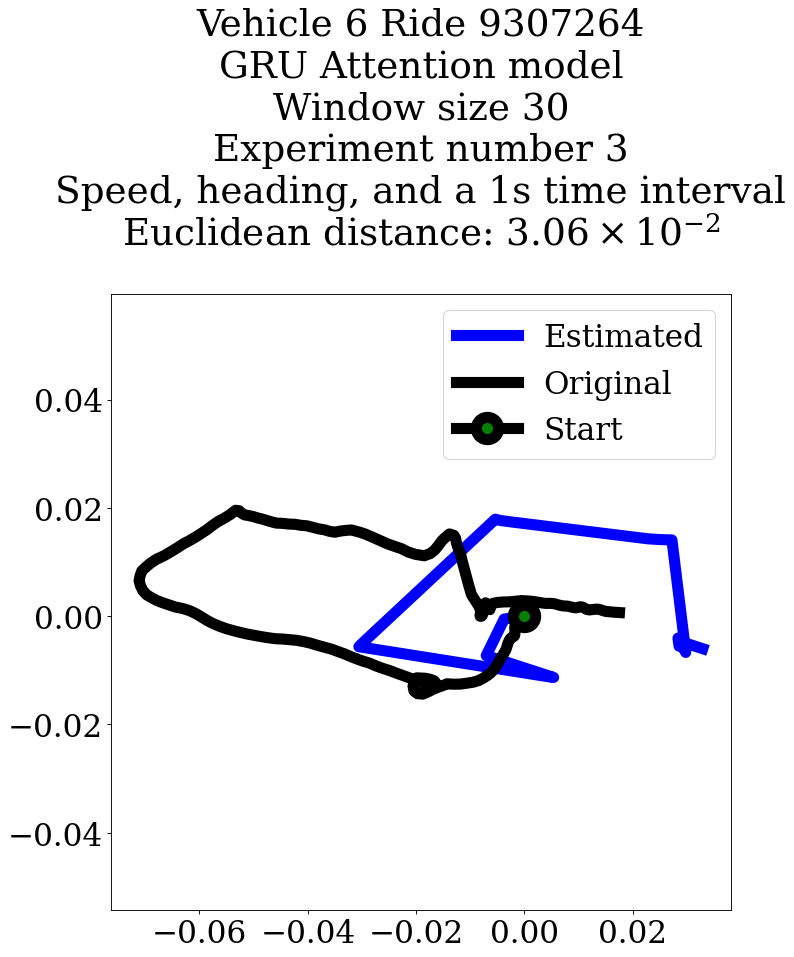 Vehicle 6 Ride 9307264
GRU Attention model
Window size 30
Experiment number 3
Speed, heading, and a 1s time interval
Euclidean distance: 3.06 × 10⁻²
Estimated
Original
Start
0.04
0.02
0.00
−0.02
−0.04
−0.06 −0.04 −0.02 0.00 0.02